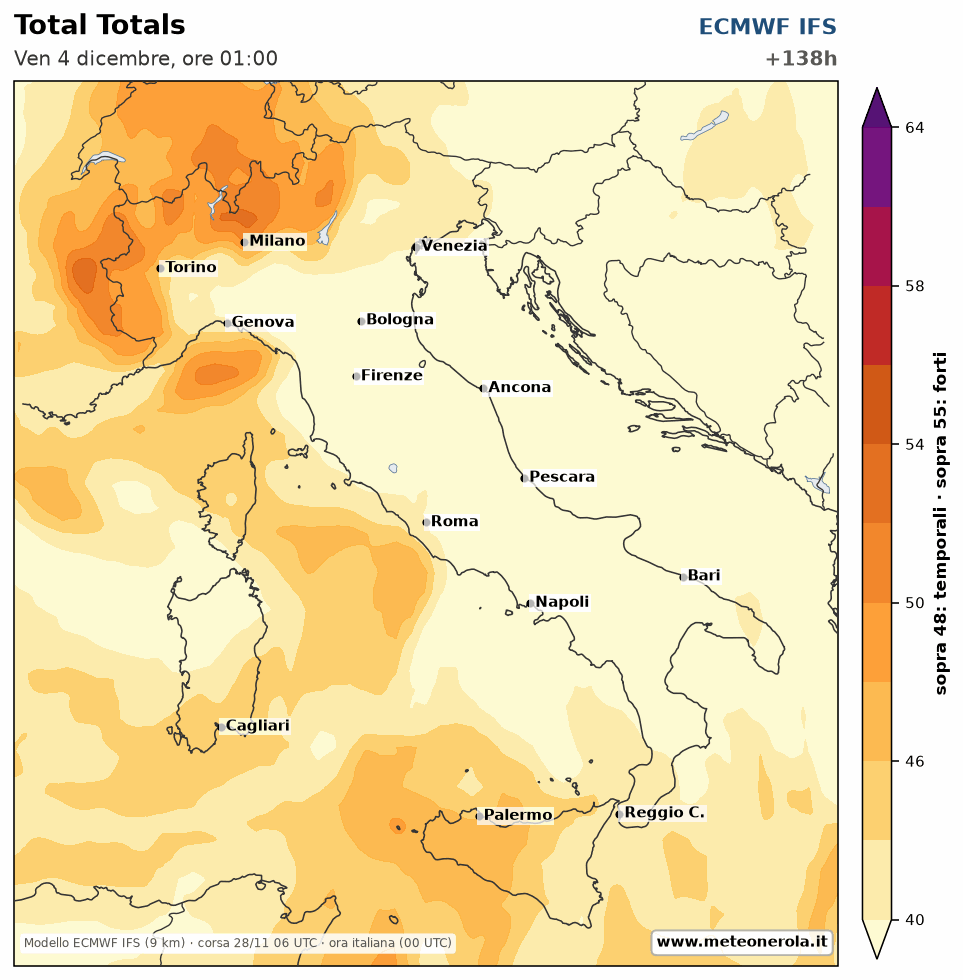 Total Totals
ECMWF IFS
Ven 4 dicembre, ore 01:00
+138h
64
58
54
50
46
40
sopra 48: temporali · sopra 55: forti
Milano
Venezia
Torino
Genova
Bologna
Firenze
Ancona
Pescara
Roma
Bari
Napoli
Cagliari
Palermo
Reggio C.
Modello ECMWF IFS (9 km) · corsa 28/11 06 UTC · ora italiana (00 UTC)
www.meteonerola.it